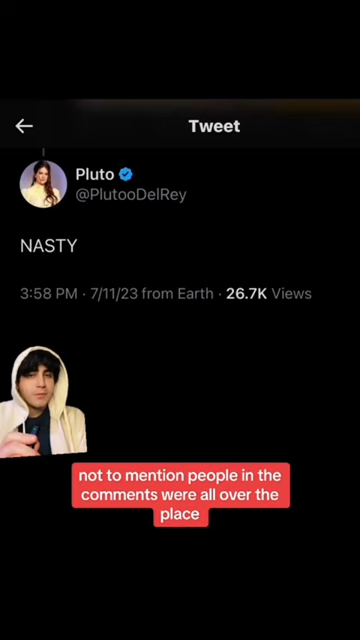 Tweet
Pluto
@PlutooDelRey
NASTY
3:58 PM · 7/11/23 from Earth · 26.7K Views
not to mention people in the
comments were all over the
place